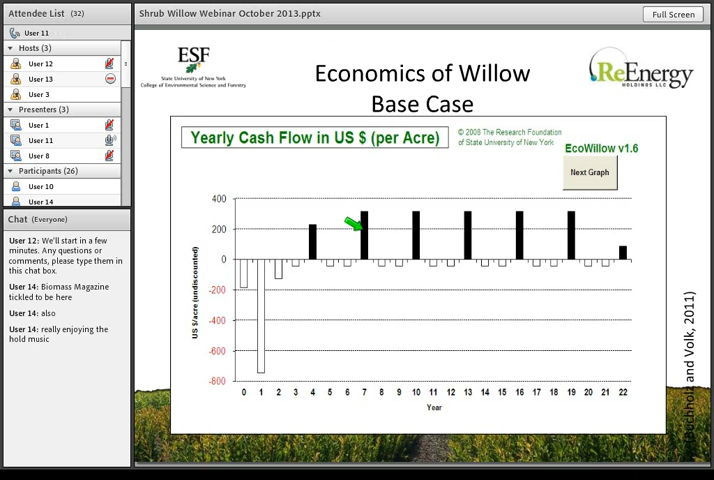 Attendee List (32)
User 11
Hosts (3)
User 12
User 13
User 3
Presenters (3)
User 1
User 11
User 8
Participants (26)
User 10
User 14
Chat (Everyone)
User 12: We'll start in a few
minutes. Any questions or
comments, please type them in
this chat box.
User 14: Biomass Magazine
tickled to be here
User 14: also
User 14: really enjoying the
hold music
Shrub Willow Webinar October 2013.pptx
Full Screen
ESF
State University of New York
College of Environmental Science and Forestry
Economics of Willow
Base Case
ReEnergy
HOLDINGS LLC
Yearly Cash Flow in US $ (per Acre)
© 2008 The Research Foundation
of State University of New York
EcoWillow v1.6
Next Graph
US $/acre (undiscounted)
400
200
0
-200
-400
-600
-800
0 1 2 3 4 5 6 7 8 9 10 11 12 13 14 15 16 17 18 19 20 21 22
Year
and Volk, 2011)